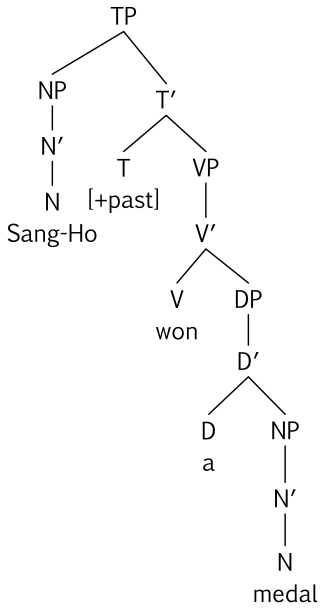 TP
NP T′
N′ T VP
N [+past]
Sang-Ho V′
V DP
won
D′
D NP
a
N′
N
medal